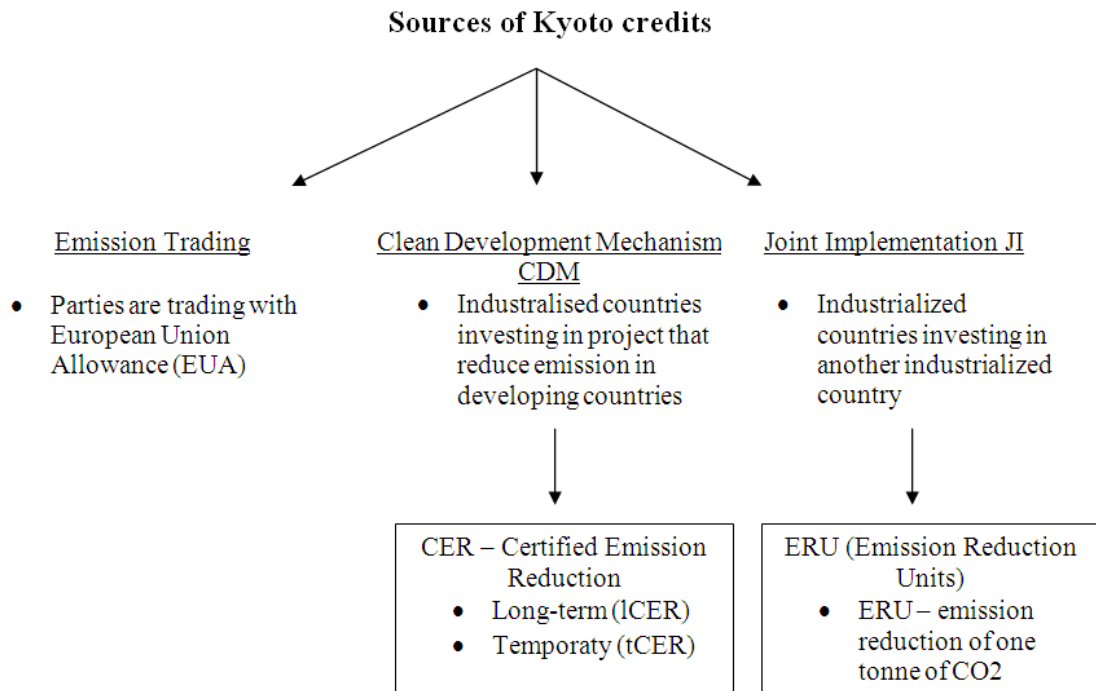 Sources of Kyoto credits
Emission Trading
• Parties are trading with
European Union
Allowance (EUA)
Clean Development Mechanism
CDM
• Industralised countries
investing in project that
reduce emission in
developing countries
Joint Implementation JI
• Industrialized
countries investing in
another industrialized
country
CER – Certified Emission
Reduction
• Long-term (lCER)
• Temporaty (tCER)
ERU (Emission Reduction
Units)
• ERU – emission
reduction of one
tonne of CO2